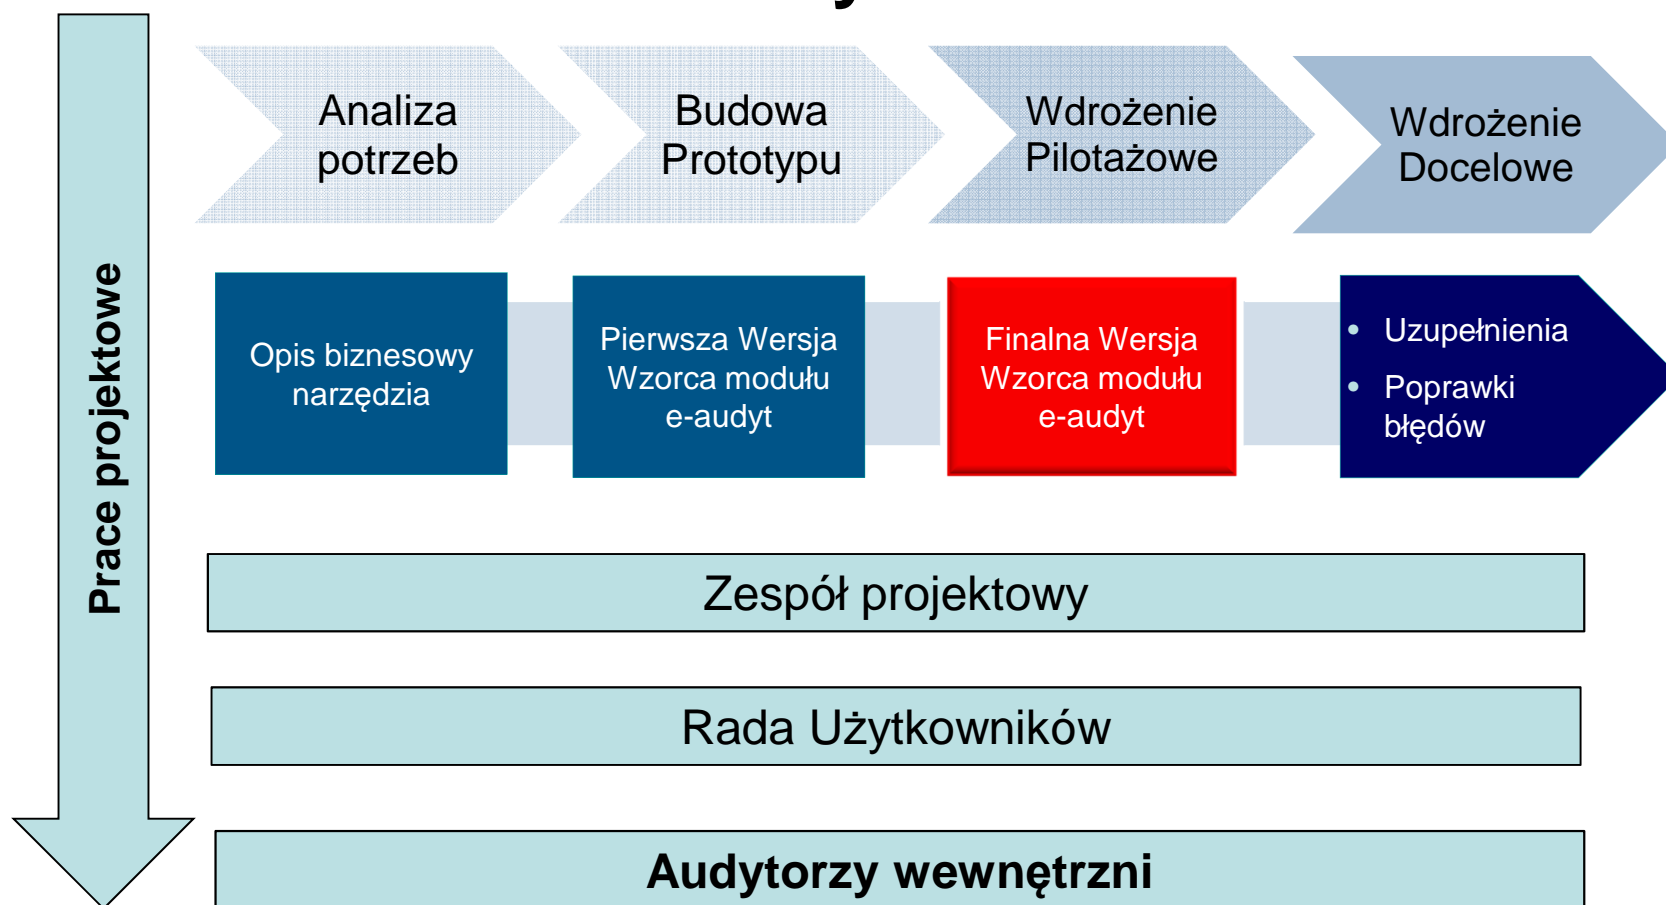 Analiza
potrzeb
Budowa
Prototypu
Wdrożenie
Pilotażowe
Wdrożenie
Docelowe
Prace projektowe
Opis biznesowy
narzędzia
Pierwsza Wersja
Wzorca modułu
e-audyt
Finalna Wersja
Wzorca modułu
e-audyt
• Uzupełnienia
• Poprawki
błędów
Zespół projektowy
Rada Użytkowników
Audytorzy wewnętrzni